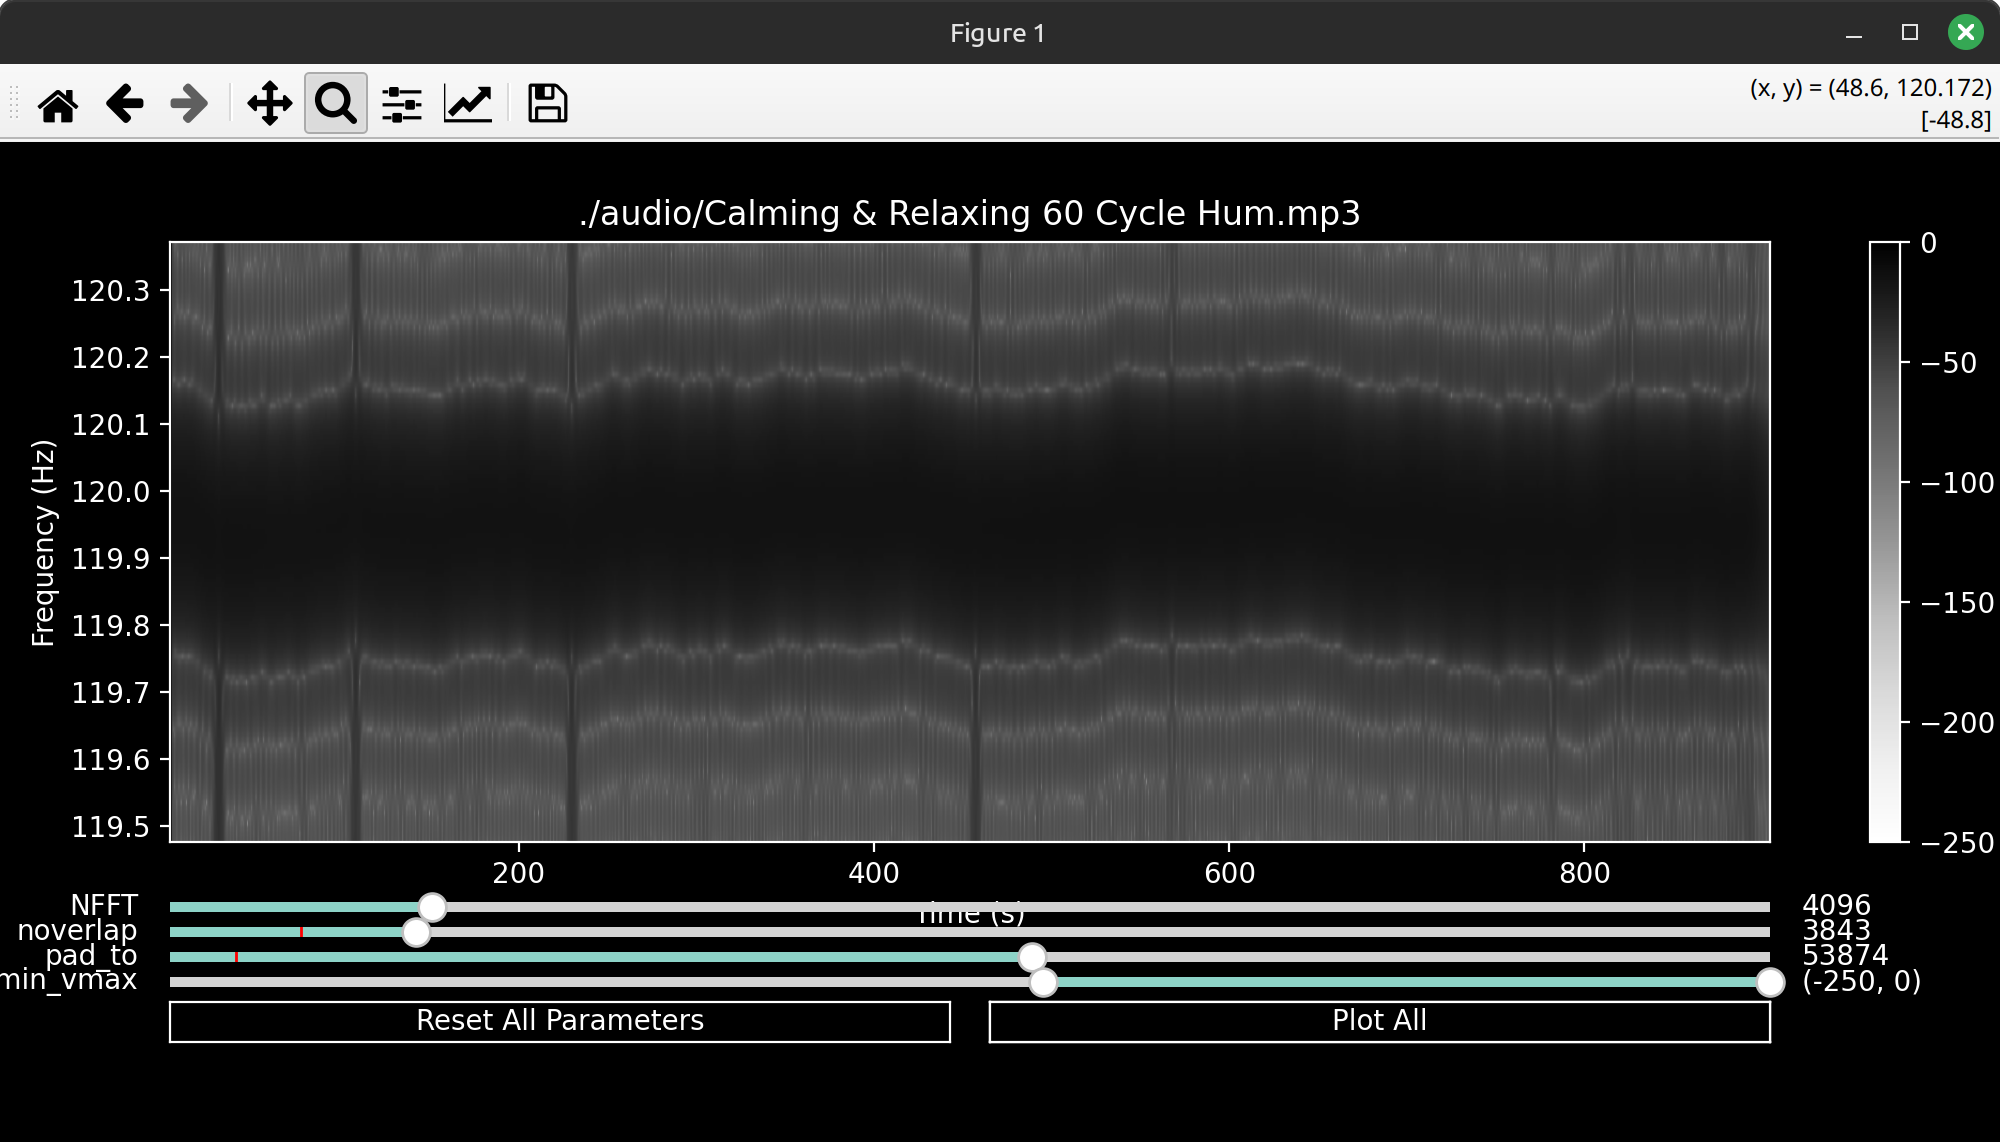 Figure 1
(x, y) = (48.6, 120.172)
[-48.8]
./audio/Calming & Relaxing 60 Cycle Hum.mp3
Frequency (Hz)
120.3
120.2
120.1
120.0
119.9
119.8
119.7
119.6
119.5
0
−50
−100
−150
−200
−250
200 400 600 800
Time (s)
NFFT 4096
noverlap 3843
pad_to 53874
min_vmax (-250, 0)
Reset All Parameters Plot All